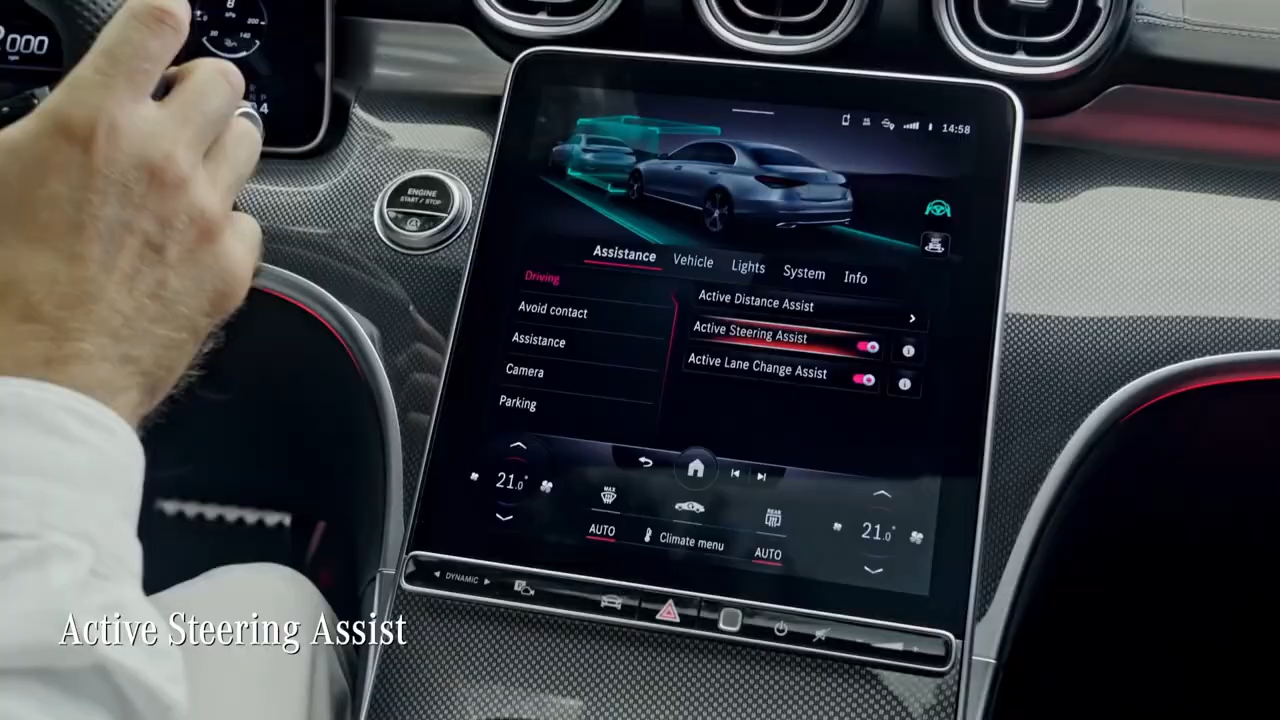 000
ENGINE
START / STOP
14:58
Assistance Vehicle Lights System Info
Driving
Avoid contact
Assistance
Camera
Parking
Active Distance Assist
Active Steering Assist
Active Lane Change Assist
21.0°
MAX
REAR
21.0°
AUTO
Climate menu
AUTO
DYNAMIC
Active Steering Assist